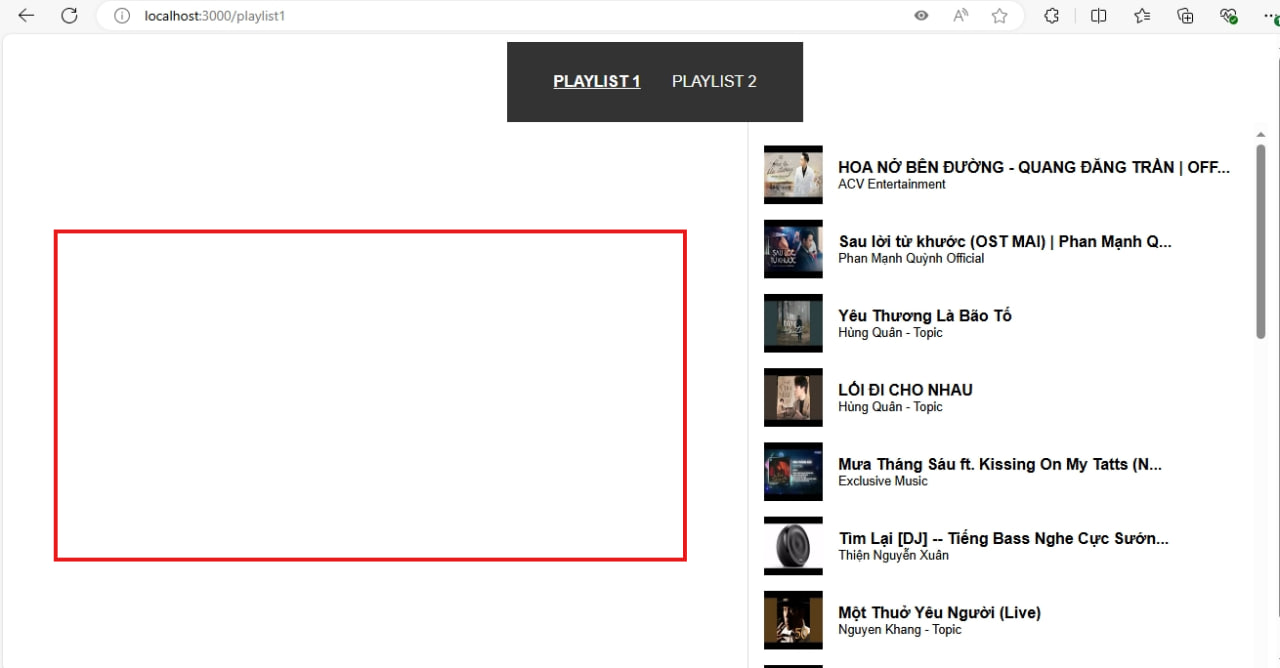 localhost:3000/playlist1
PLAYLIST 1 PLAYLIST 2
HOA NỞ BÊN ĐƯỜNG - QUANG ĐĂNG TRẦN | OFF...
ACV Entertainment
Sau lời từ khước (OST MAI) | Phan Mạnh Q...
Phan Mạnh Quỳnh Official
Yêu Thương Là Bão Tố
Hùng Quân - Topic
LỐI ĐI CHO NHAU
Hùng Quân - Topic
Mưa Tháng Sáu ft. Kissing On My Tatts (N...
Exclusive Music
Tìm Lại [DJ] -- Tiếng Bass Nghe Cực Sướn...
Thiện Nguyễn Xuân
Một Thuở Yêu Người (Live)
Nguyen Khang - Topic